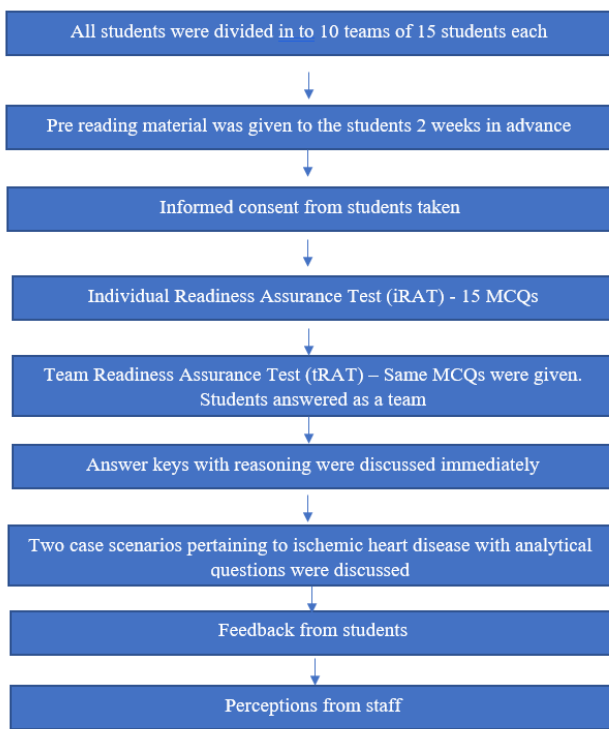 All students were divided in to 10 teams of 15 students each
Pre reading material was given to the students 2 weeks in advance
Informed consent from students taken
Individual Readiness Assurance Test (iRAT) - 15 MCQs
Team Readiness Assurance Test (tRAT) – Same MCQs were given.
Students answered as a team
Answer keys with reasoning were discussed immediately
Two case scenarios pertaining to ischemic heart disease with analytical
questions were discussed
Feedback from students
Perceptions from staff